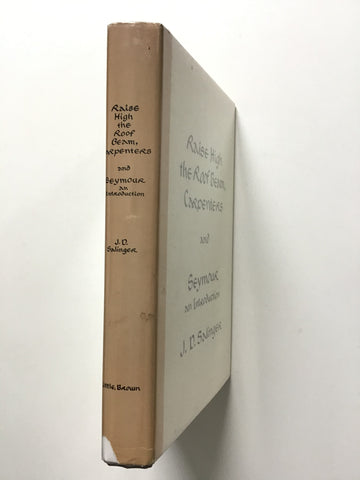 Raise
High
the
Roof
Beam,
Carpenters
and
Seymour
an
Introduction
J. D.
Salinger
Little, Brown
Raise High
the Roof Beam,
Carpenters
and
Seymour
an Introduction
J. D. Salinger